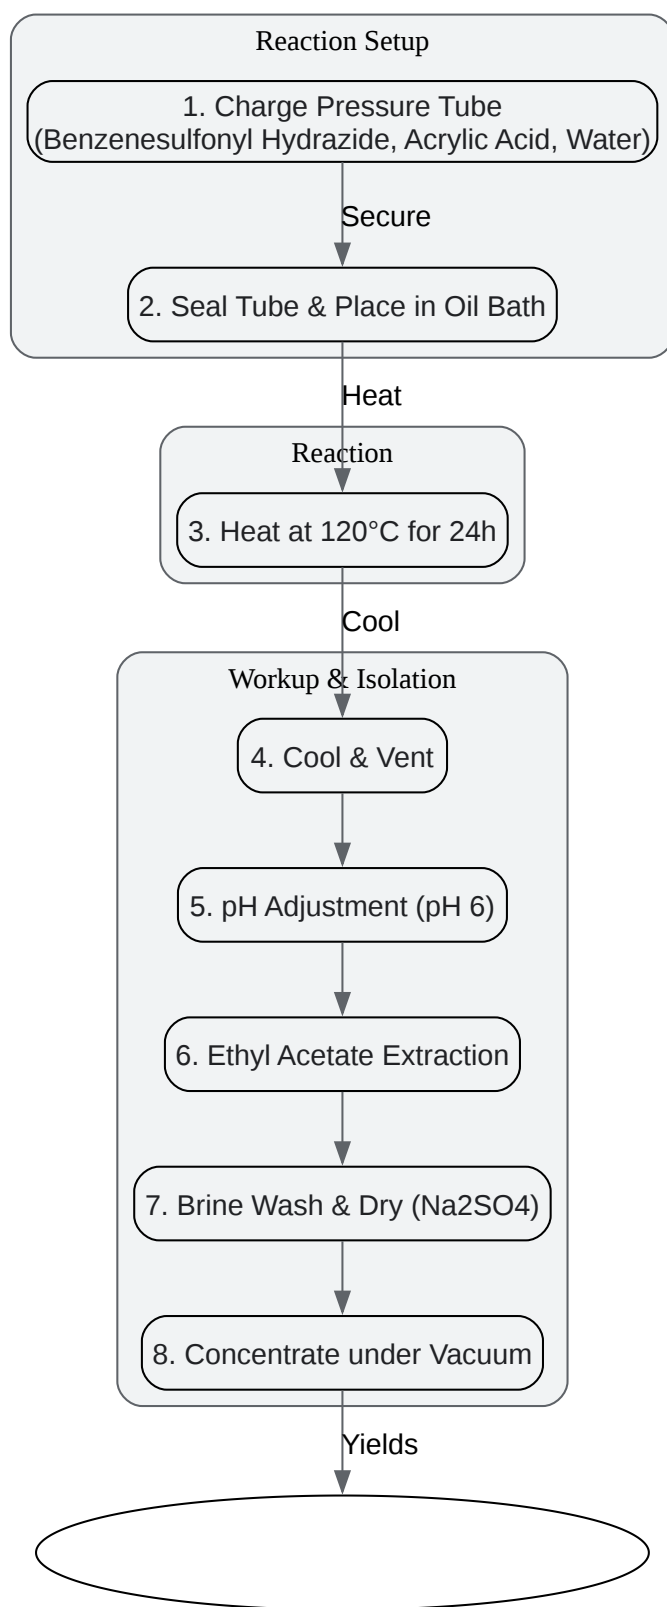 Reaction Setup
1. Charge Pressure Tube
(Benzenesulfonyl Hydrazide, Acrylic Acid, Water)
Secure
2. Seal Tube & Place in Oil Bath
Heat
Reaction
3. Heat at 120°C for 24h
Cool
Workup & Isolation
4. Cool & Vent
5. pH Adjustment (pH 6)
6. Ethyl Acetate Extraction
7. Brine Wash & Dry (Na2SO4)
8. Concentrate under Vacuum
Yields